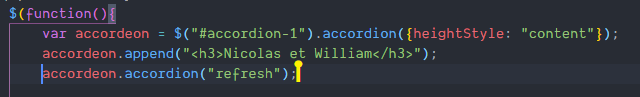 $(function(){
var accordeon = $("#accordion-1").accordion({heightStyle: "content"});
accordeon.append("<h3>Nicolas et William</h3>");
accordeon.accordion("refresh");